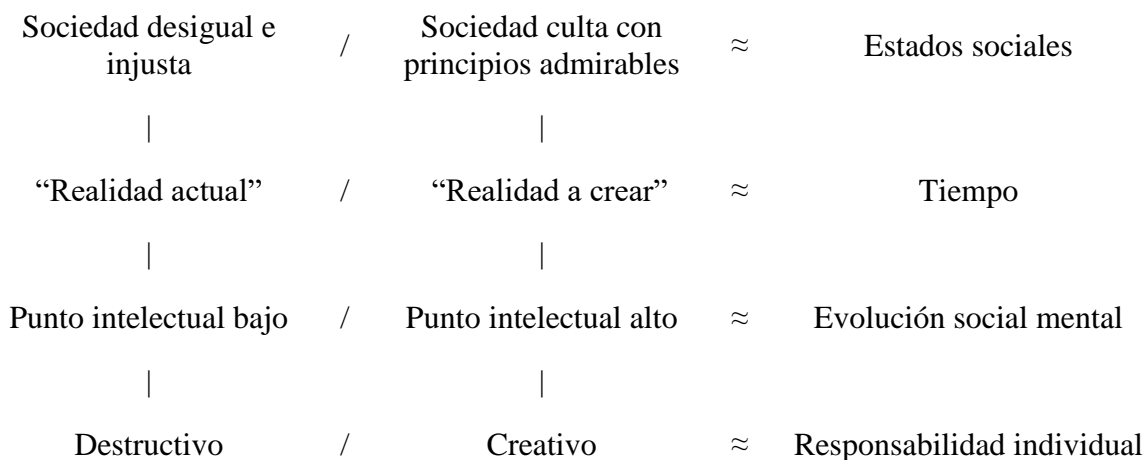 Sociedad desigual e injusta / Sociedad culta con principios admirables ≈ Estados sociales
| |
“Realidad actual” / “Realidad a crear” ≈ Tiempo
| |
Punto intelectual bajo / Punto intelectual alto ≈ Evolución social mental
| |
Destructivo / Creativo ≈ Responsabilidad individual